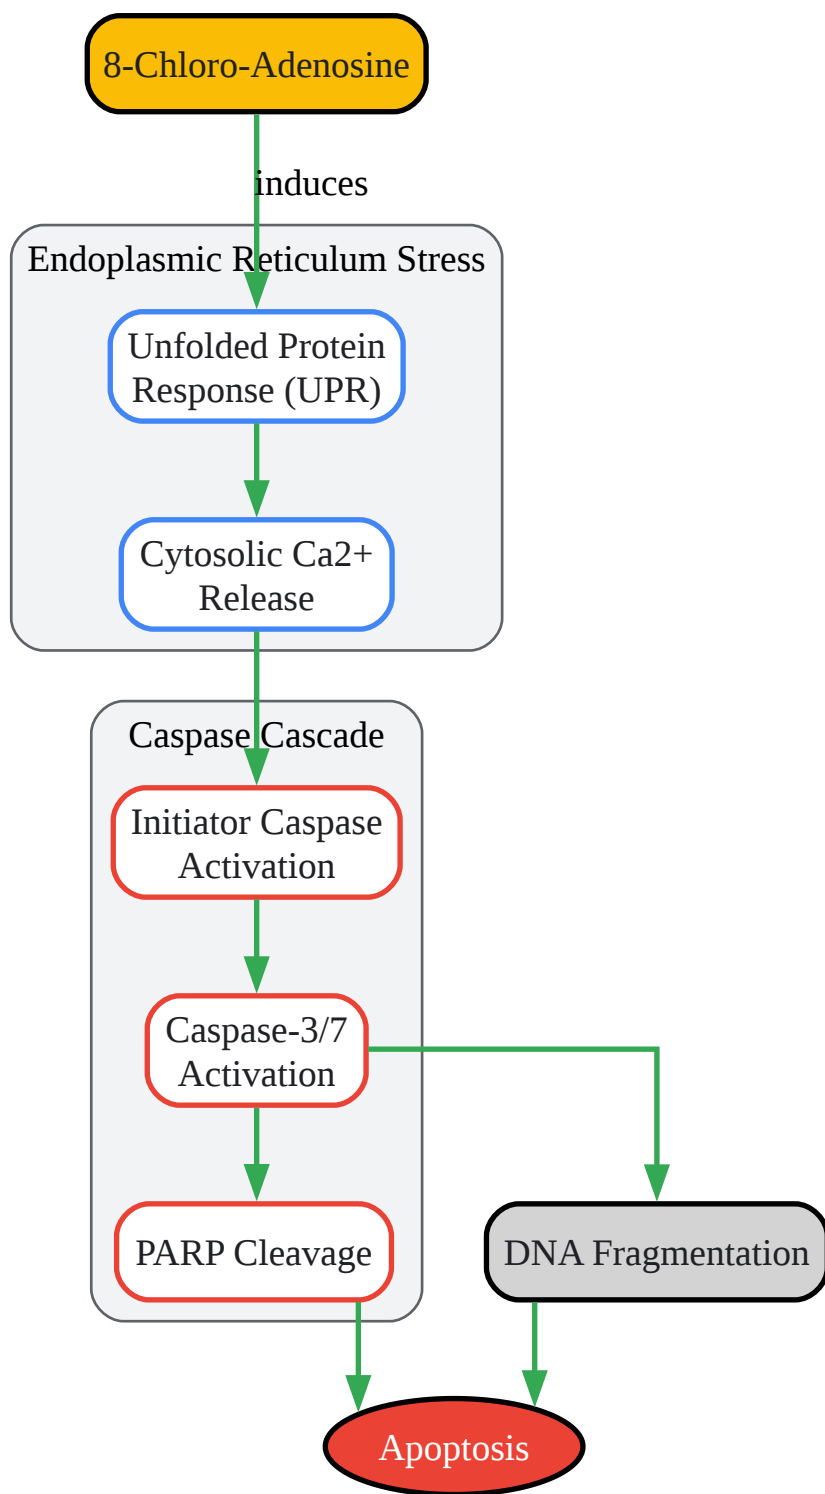 8-Chloro-Adenosine
induces
Endoplasmic Reticulum Stress
Unfolded Protein
Response (UPR)
Cytosolic Ca2+
Release
Caspase Cascade
Initiator Caspase
Activation
Caspase-3/7
Activation
PARP Cleavage
DNA Fragmentation
Apoptosis